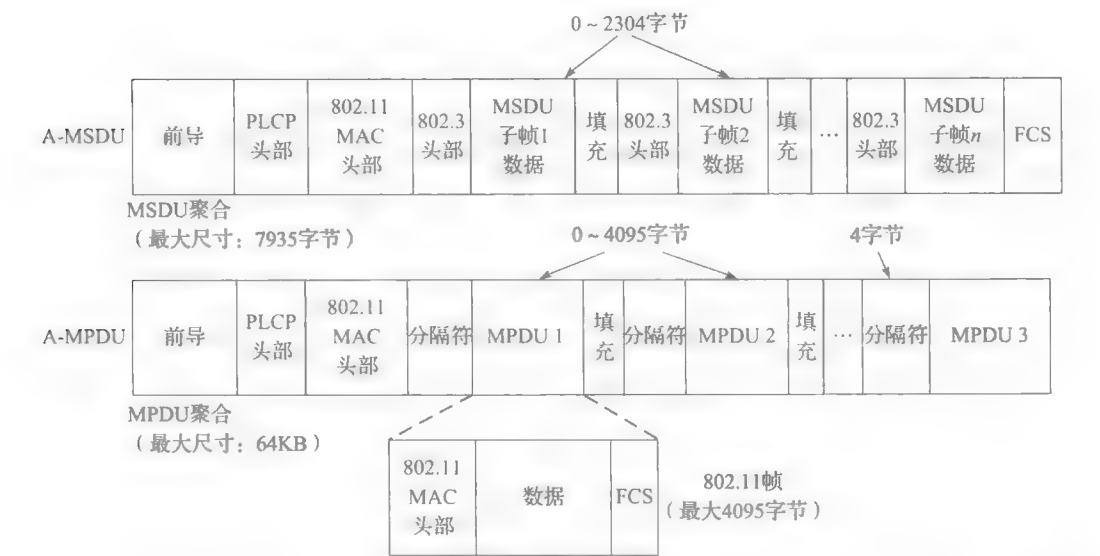 0~2304字节
A-MSDU
前导
PLCP
头部
802.11
MAC
头部
802.3
头部
MSDU
子帧1
数据
填
充
802.3
头部
MSDU
子帧2
数据
填
充
…
802.3
头部
MSDU
子帧n
数据
FCS
MSDU聚合
（最大尺寸：7935字节）
0~4095字节
4字节
A-MPDU
前导
PLCP
头部
802.11
MAC
头部
分隔符
MPDU 1
填
充
分隔符
MPDU 2
填
充
…
分隔符
MPDU 3
MPDU聚合
（最大尺寸：64KB）
802.11
MAC
头部
数据
FCS
802.11帧
（最大4095字节）